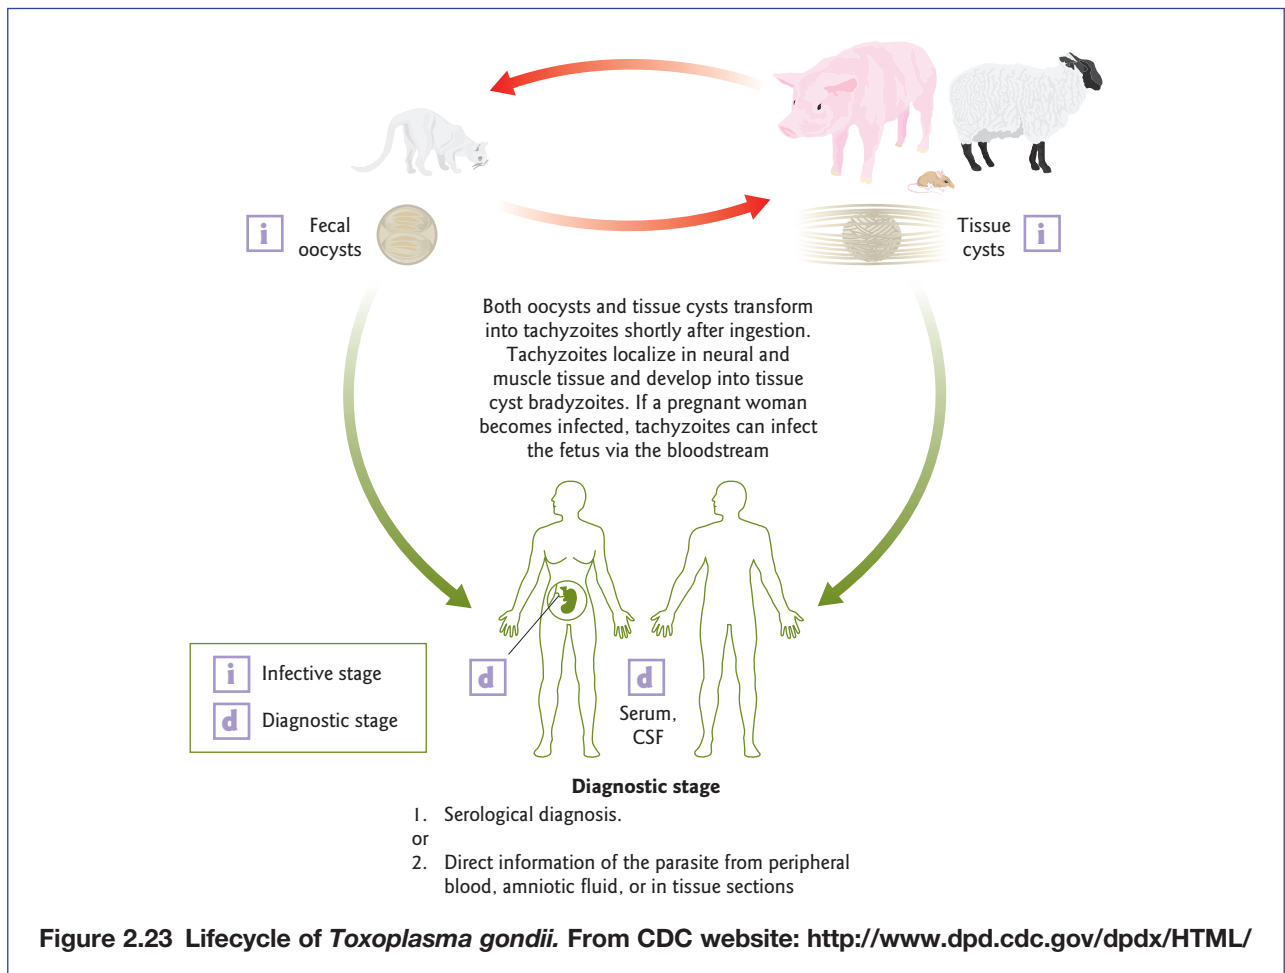 i
Fecal
oocysts
Tissue
cysts
i
Both oocysts and tissue cysts transform
into tachyzoites shortly after ingestion.
Tachyzoites localize in neural and
muscle tissue and develop into tissue
cyst bradyzoites. If a pregnant woman
becomes infected, tachyzoites can infect
the fetus via the bloodstream
i Infective stage
d Diagnostic stage
d
d
Serum,
CSF
Diagnostic stage
1. Serological diagnosis.
or
2. Direct information of the parasite from peripheral
blood, amniotic fluid, or in tissue sections
Figure 2.23 Lifecycle of Toxoplasma gondii. From CDC website: http://www.dpd.cdc.gov/dpdx/HTML/